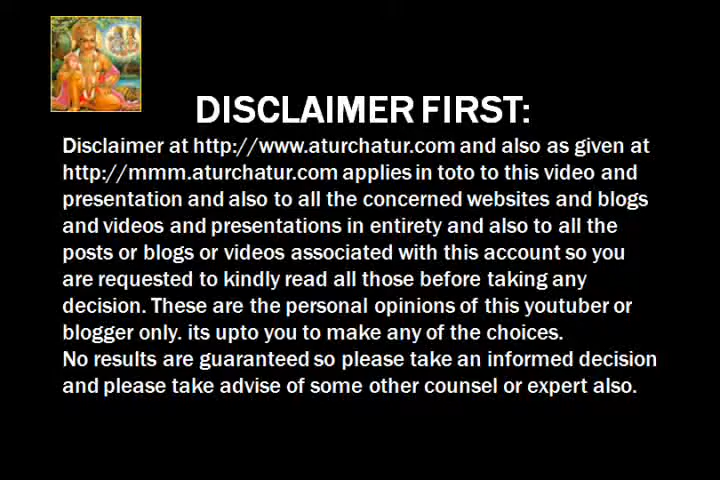 DISCLAIMER FIRST:
Disclaimer at http://www.aturchatur.com and also as given at
http://mmm.aturchatur.com applies in toto to this video and
presentation and also to all the concerned websites and blogs
and videos and presentations in entirety and also to all the
posts or blogs or videos associated with this account so you
are requested to kindly read all those before taking any
decision. These are the personal opinions of this youtuber or
blogger only. its upto you to make any of the choices.
No results are guaranteed so please take an informed decision
and please take advise of some other counsel or expert also.